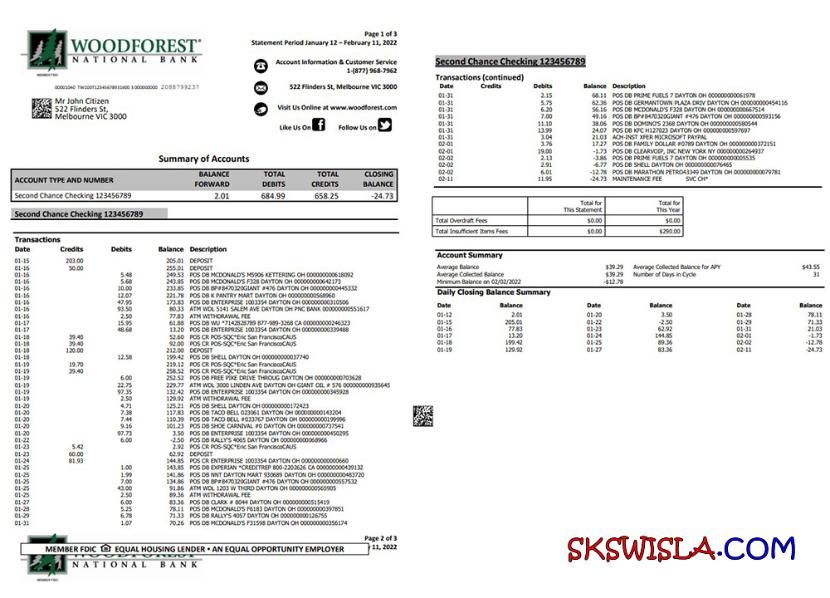 WOODFOREST®
NATIONAL BANK
Page 1 of 3
Statement Period January 12 – February 11, 2022
Account Information & Customer Service
1-(877) 968-7962
522 Flinders St,
Melbourne VIC 3000
Visit Us Online at www.woodforest.com
Like Us On
Follow Us on
Mr John Citizen
522 Flinders St,
Melbourne VIC 3000
Summary of Accounts
ACCOUNT TYPE AND NUMBER BALANCE FORWARD TOTAL DEBITS TOTAL CREDITS CLOSING BALANCE
Second Chance Checking 123456789 2.01 684.99 658.25 -24.73
Second Chance Checking 123456789
Transactions
Date Credits Debits Balance Description
01-15 203.00 205.01 DEPOSIT
01-15 50.00 255.01 DEPOSIT
01-16 5.48 249.53 POS DB MCDONALD'S M5906 KETTERING OH
01-16 5.68 243.85 POS DB MCDONALD'S F328 DAYTON OH
01-16 10.00 233.85 POS DB BP#8470320GIANT #476 DAYTON OH
01-16 12.07 221.78 POS DB K PANTRY MART DAYTON OH
01-16 47.95 173.83 POS DB ENTERPRISE 1003354 DAYTON OH
01-16 93.50 80.33 ATM WDL 5141 SALEM AVE DAYTON OH PNC BANK
01-16 2.50 77.83 ATM WITHDRAWAL FEE
01-17 15.95 61.88 POS DB WU *7142828789 877-989-3268 CA
01-17 48.68 13.20 POS DB ENTERPRISE 1003354 DAYTON OH
01-18 39.40 52.60 POS CR POS-SQC*Eric San FranciscoCAUS
01-18 39.40 92.00 POS CR POS-SQC*Eric San FranciscoCAUS
01-18 120.00 212.00 DEPOSIT
01-18 12.58 199.42 POS DB SHELL DAYTON OH
01-19 19.70 219.12 POS CR POS-SQC*Eric San FranciscoCAUS
01-19 39.40 258.52 POS CR POS-SQC*Eric San FranciscoCAUS
01-19 6.00 252.52 POS DB FREE PIKE DRIVE THROUG DAYTON OH
01-19 22.75 229.77 ATM WDL 3000 LINDEN AVE DAYTON OH GIANT OIL # 576
01-19 97.35 132.42 POS DB ENTERPRISE 1003354 DAYTON OH
01-19 2.50 129.92 ATM WITHDRAWAL FEE
01-20 4.71 125.21 POS DB SHELL DAYTON OH
01-20 7.38 117.83 POS DB TACO BELL 023061 DAYTON OH
01-20 7.44 110.39 POS DB TACO BELL #033767 DAYTON OH
01-20 9.16 101.23 POS DB SHOE CARNIVAL #0 DAYTON OH
01-20 97.73 3.50 POS DB ENTERPRISE 1003354 DAYTON OH
01-22 6.00 -2.50 POS DB RALLY'S 4065 DAYTON OH
01-23 5.42 2.92 POS CR POS-SQC*Eric San FranciscoCAUS
01-23 60.00 62.92 DEPOSIT
01-24 81.93 144.85 POS CR ENTERPRISE 1003354 DAYTON OH
01-25 1.00 143.85 POS DB EXPERIAN *CREDITREP 800-2202626 CA
01-25 1.99 141.86 POS DB NNT DAYTON MART 930689 DAYTON OH
01-25 7.00 134.86 POS DB BP#8470320GIANT #476 DAYTON OH
01-25 43.00 91.86 ATM WDL 1203 W THIRD DAYTON OH
01-25 2.50 89.36 ATM WITHDRAWAL FEE
01-27 6.00 83.36 POS DB CLARK # 8044 DAYTON OH
01-28 5.25 78.11 POS DB MCDONALD'S F6183 DAYTON OH
01-29 6.78 71.33 POS DB RALLY'S 4057 DAYTON OH
01-31 1.07 70.26 POS DB MCDONALD'S F31598 DAYTON OH
Page 2 of 3
MEMBER FDIC EQUAL HOUSING LENDER • AN EQUAL OPPORTUNITY EMPLOYER
11, 2022
NATIONAL BANK
Second Chance Checking 123456789
Transactions (continued)
Date Credits Debits Balance Description
01-31 2.15 68.11 POS DB PRIME FUELS 7 DAYTON OH
01-31 5.75 62.36 POS DB GERMANTOWN PLAZA DRIV DAYTON OH
01-31 6.20 56.16 POS DB MCDONALD'S F328 DAYTON OH
01-31 7.00 49.16 POS DB BP#8470320GIANT #476 DAYTON OH
01-31 11.10 38.06 POS DB DOMINO'S 2368 DAYTON OH
01-31 13.99 24.07 POS DB KFC H127023 DAYTON OH
01-31 3.04 21.03 ACH-INST XFER MICROSOFT PAYPAL
02-01 3.76 17.27 POS DB FAMILY DOLLAR #0789 DAYTON OH
02-01 19.00 -1.73 POS DB CLEARVCOP, INC NEW YORK NY
02-02 2.13 -3.86 POS DB PRIME FUELS 7 DAYTON OH
02-02 2.91 -6.77 POS DB SHELL DAYTON OH
02-02 6.01 -12.78 POS DB MARATHON PETRO43349 DAYTON OH
02-11 11.95 -24.73 MAINTENANCE FEE SVC CH*
Total for This Statement Total for This Year
Total Overdraft Fees $0.00 $0.00
Total Insufficient Items Fees $0.00 $290.00
Account Summary
Average Balance $39.29 Average Collected Balance for APY $43.55
Average Collected Balance $39.29 Number of Days in Cycle 31
Minimum Balance on 02/02/2022 -$12.78
Daily Closing Balance Summary
Date Balance Date Balance Date Balance
01-12 2.01 01-20 3.50 01-28 78.11
01-15 205.01 01-22 -2.50 01-29 71.33
01-16 77.83 01-23 62.92 01-31 21.03
01-17 13.20 01-24 144.85 02-01 -1.73
01-18 199.42 01-25 89.36 02-02 -12.78
01-19 129.92 01-27 83.36 02-11 -24.73
SKSWISLA.COM